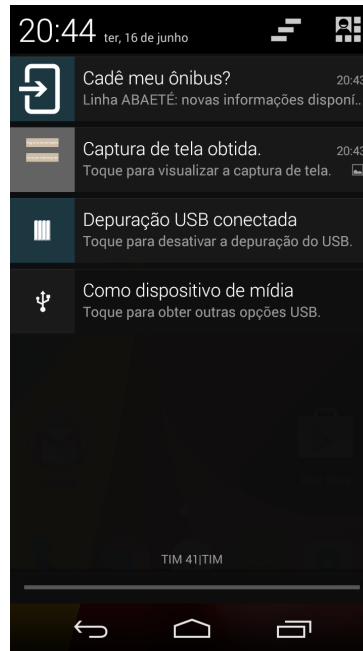 20:44 ter, 16 de junho
Cadê meu ônibus? 20:43
Linha ABAETÉ: novas informações disponí..
Captura de tela obtida. 20:43
Toque para visualizar a captura de tela.
Depuração USB conectada
Toque para desativar a depuração do USB.
Como dispositivo de mídia
Toque para obter outras opções USB.
TIM 41|TIM